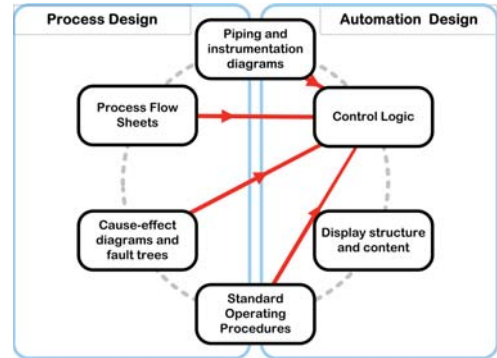 Process Design
Automation Design
Piping and
instrumentation
diagrams
Process Flow
Sheets
Control Logic
Cause-effect
diagrams and
fault trees
Display structure
and content
Standard
Operating
Procedures